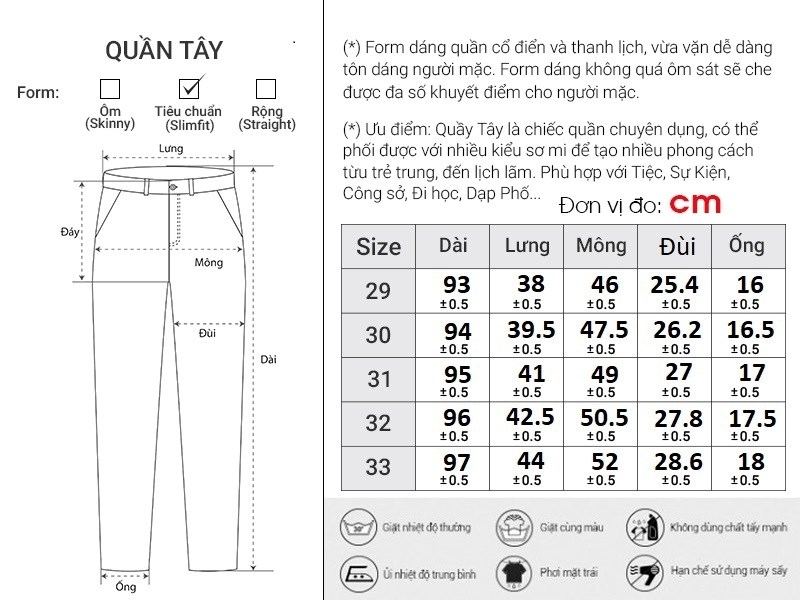 QUẦN TÂY
Form:
Ôm
(Skinny)
Tiêu chuẩn
(Slimfit)
Rộng
(Straight)
Lưng
Đáy
Mông
Đùi
Dài
Ống
(*) Form dáng quần cổ điển và thanh lịch, vừa vặn dễ dàng
tôn dáng người mặc. Form dáng không quá ôm sát sẽ che
được đa số khuyết điểm cho người mặc.
(*) Ưu điểm: Quầy Tây là chiếc quần chuyên dụng, có thể
phối được với nhiều kiểu sơ mi để tạo nhiều phong cách
từu trẻ trung, đến lịch lãm. Phù hợp với Tiệc, Sự Kiện,
Công sở, Đi học, Dạp Phố...
Đơn vị đo: cm
Size Dài Lưng Mông Đùi Ống
29 93 ±0.5 38 ±0.5 46 ±0.5 25.4 ±0.5 16 ±0.5
30 94 ±0.5 39.5 ±0.5 47.5 ±0.5 26.2 ±0.5 16.5 ±0.5
31 95 ±0.5 41 ±0.5 49 ±0.5 27 ±0.5 17 ±0.5
32 96 ±0.5 42.5 ±0.5 50.5 ±0.5 27.8 ±0.5 17.5 ±0.5
33 97 ±0.5 44 ±0.5 52 ±0.5 28.6 ±0.5 18 ±0.5
30°
Giặt nhiệt độ thường
Giặt cùng màu
Không dùng chất tẩy mạnh
Ủi nhiệt độ trung bình
Phơi mặt trái
Hạn chế sử dụng máy sấy